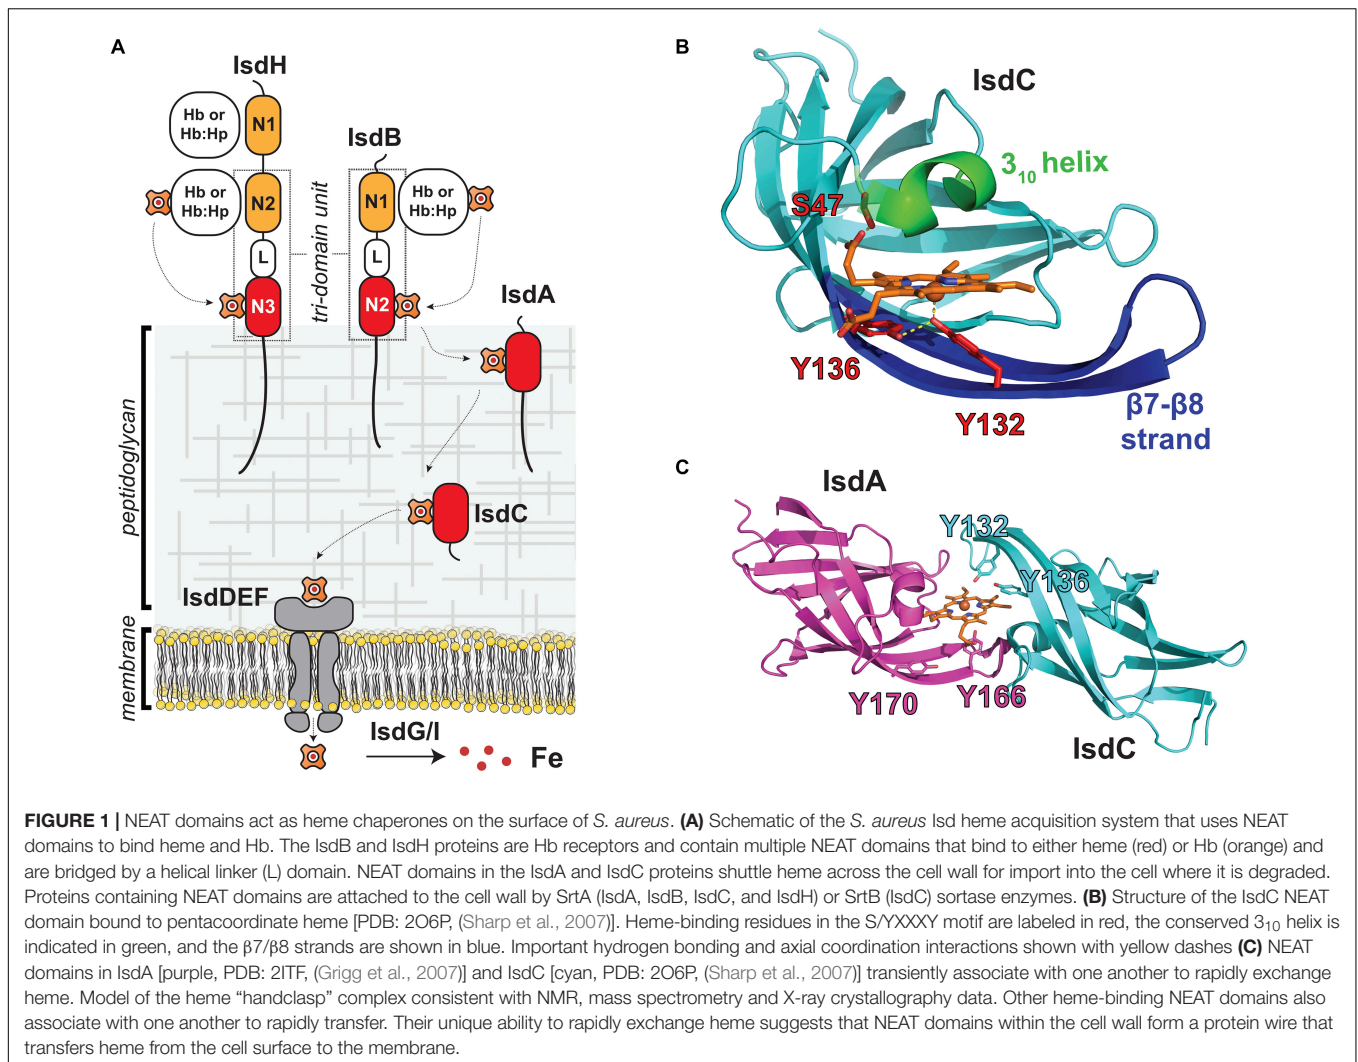 A
IsdH
Hb or
Hb:Hp
N1
IsdB
Hb or
Hb:Hp
N2
N1
Hb or
Hb:Hp
L
tri-domain unit
L
N3
N2
IsdA
peptidoglycan
IsdC
IsdDEF
membrane
IsdG/I
Fe
B
IsdC
3₁₀ helix
S47
Y136
Y132
β7-β8
strand
C
IsdA
Y132
Y136
Y170
Y166
IsdC
FIGURE 1 | NEAT domains act as heme chaperones on the surface of S. aureus. (A) Schematic of the S. aureus Isd heme acquisition system that uses NEAT
domains to bind heme and Hb. The IsdB and IsdH proteins are Hb receptors and contain multiple NEAT domains that bind to either heme (red) or Hb (orange) and
are bridged by a helical linker (L) domain. NEAT domains in the IsdA and IsdC proteins shuttle heme across the cell wall for import into the cell where it is degraded.
Proteins containing NEAT domains are attached to the cell wall by SrtA (IsdA, IsdB, IsdC, and IsdH) or SrtB (IsdC) sortase enzymes. (B) Structure of the IsdC NEAT
domain bound to pentacoordinate heme [PDB: 2O6P, (Sharp et al., 2007)]. Heme-binding residues in the S/YXXXY motif are labeled in red, the conserved 3₁₀ helix is
indicated in green, and the β7/β8 strands are shown in blue. Important hydrogen bonding and axial coordination interactions shown with yellow dashes (C) NEAT
domains in IsdA [purple, PDB: 2ITF, (Grigg et al., 2007)] and IsdC [cyan, PDB: 2O6P, (Sharp et al., 2007)] transiently associate with one another to rapidly exchange
heme. Model of the heme “handclasp” complex consistent with NMR, mass spectrometry and X-ray crystallography data. Other heme-binding NEAT domains also
associate with one another to rapidly transfer. Their unique ability to rapidly exchange heme suggests that NEAT domains within the cell wall form a protein wire that
transfers heme from the cell surface to the membrane.